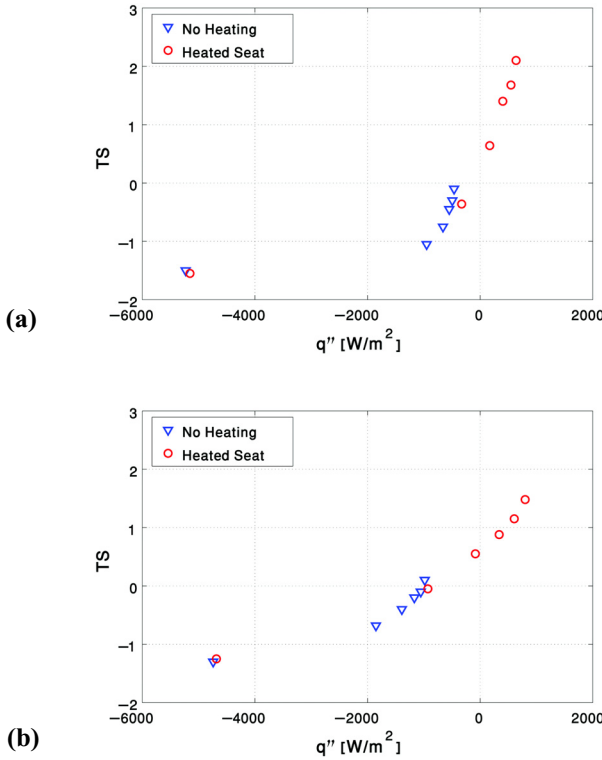 No Heating
Heated Seat
3
2
1
0
−1
−2
TS
−6000 −4000 −2000 0 2000
q″ [W/m²]
(a)
No Heating
Heated Seat
3
2
1
0
−1
−2
TS
−6000 −4000 −2000 0 2000
q″ [W/m²]
(b)